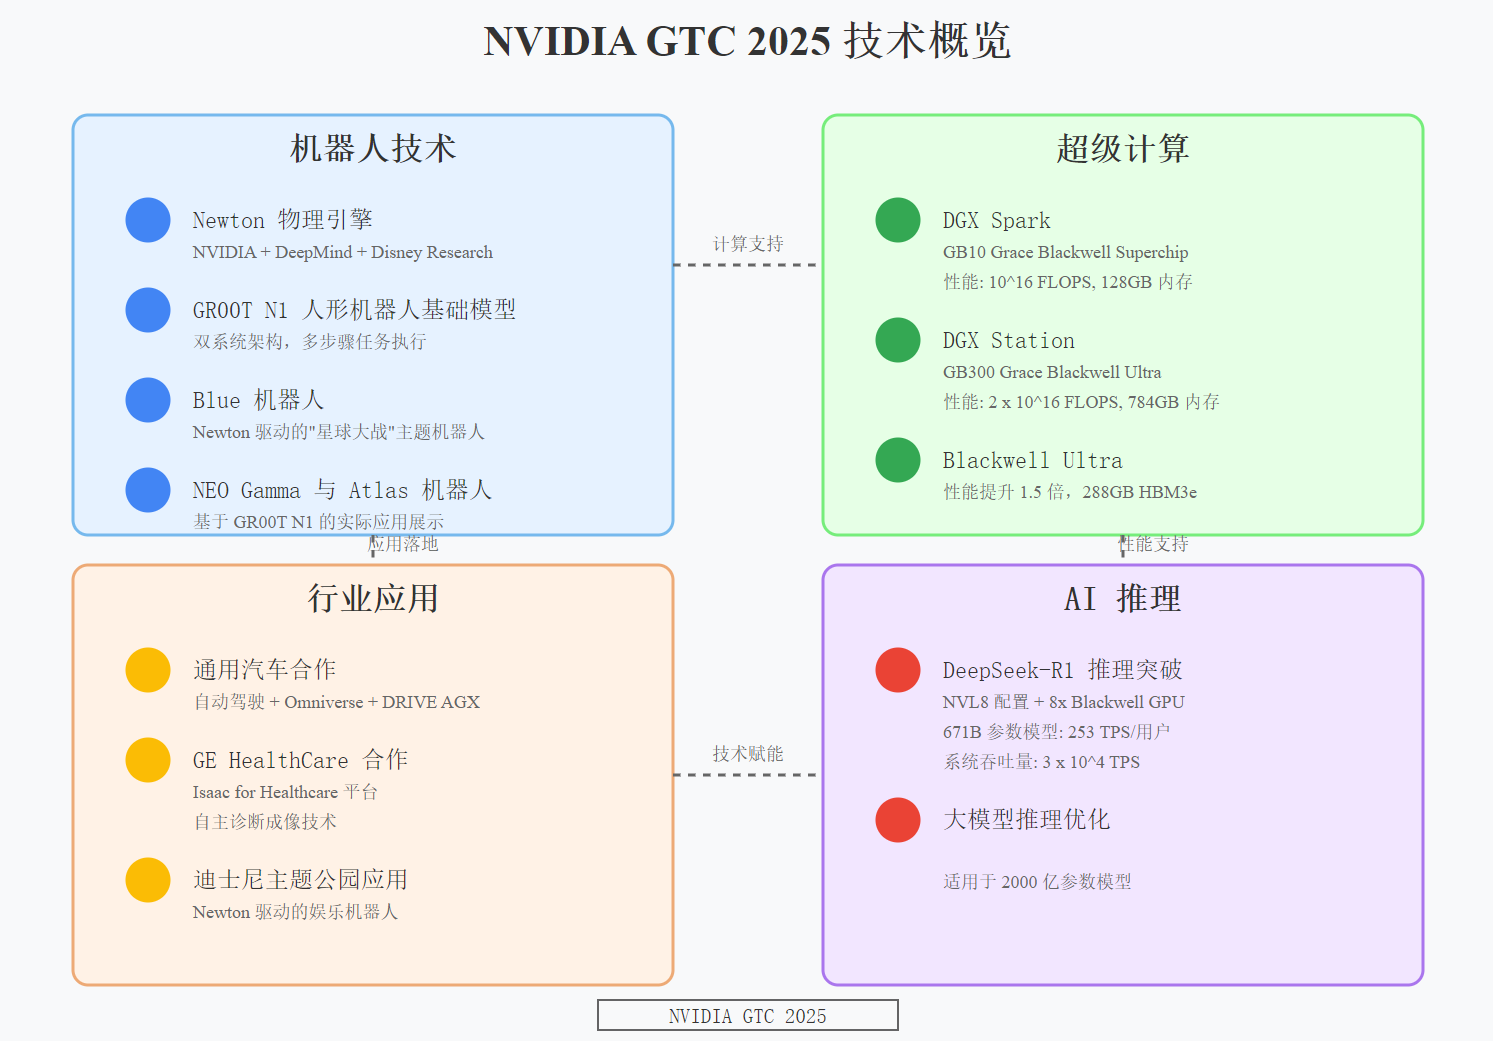 NVIDIA GTC 2025 技术概览
机器人技术
Newton 物理引擎
NVIDIA + DeepMind + Disney Research
GR00T N1 人形机器人基础模型
双系统架构，多步骤任务执行
Blue 机器人
Newton 驱动的"星球大战"主题机器人
NEO Gamma 与 Atlas 机器人
基于 GR00T N1 的实际应用展示
计算支持
超级计算
DGX Spark
GB10 Grace Blackwell Superchip
性能: 10^16 FLOPS, 128GB 内存
DGX Station
GB300 Grace Blackwell Ultra
性能: 2 x 10^16 FLOPS, 784GB 内存
Blackwell Ultra
性能提升 1.5 倍，288GB HBM3e
应用落地
性能支持
行业应用
通用汽车合作
自动驾驶 + Omniverse + DRIVE AGX
GE HealthCare 合作
Isaac for Healthcare 平台
自主诊断成像技术
迪士尼主题公园应用
Newton 驱动的娱乐机器人
技术赋能
AI 推理
DeepSeek-R1 推理突破
NVL8 配置 + 8x Blackwell GPU
671B 参数模型: 253 TPS/用户
系统吞吐量: 3 x 10^4 TPS
大模型推理优化
适用于 2000 亿参数模型
NVIDIA GTC 2025